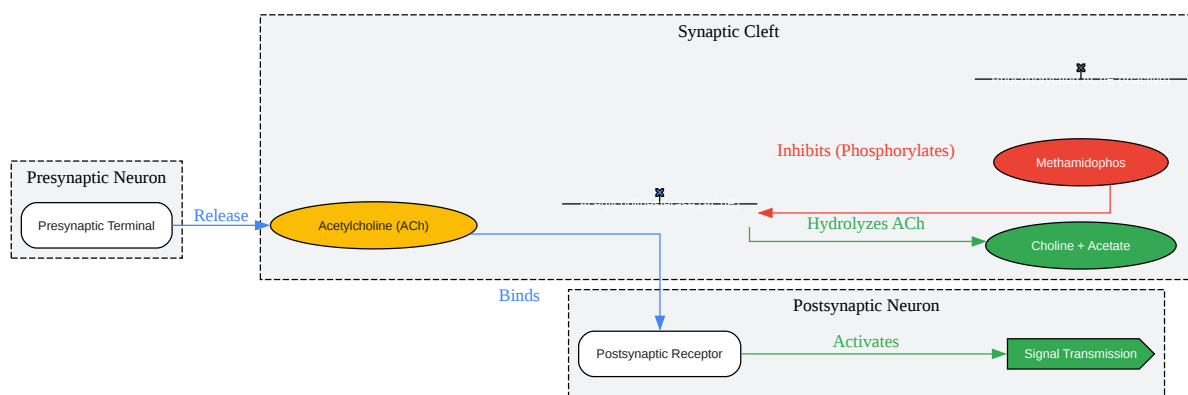 Synaptic Cleft
Inhibits (Phosphorylates)
Methamidophos
Presynaptic Neuron
Presynaptic Terminal
Release
Acetylcholine (ACh)
Hydrolyzes ACh
Choline + Acetate
Binds
Postsynaptic Neuron
Postsynaptic Receptor
Activates
Signal Transmission